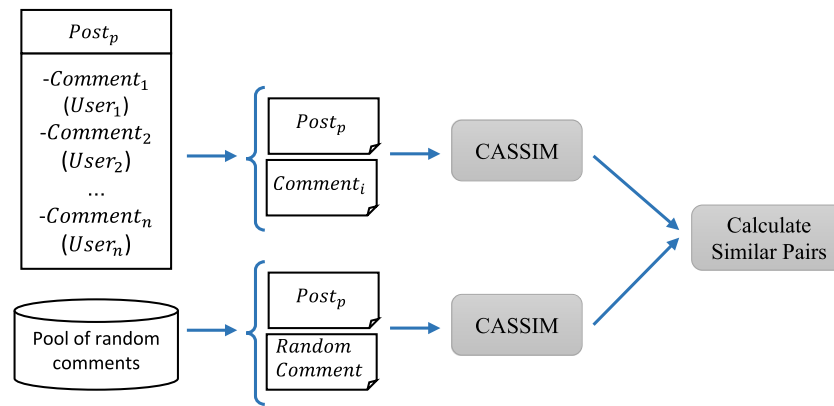 Post_p
-Comment_1
(User_1)
-Comment_2
(User_2)
...
-Comment_n
(User_n)
Post_p
Comment_i
CASSIM
Pool of random
comments
Post_p
Random
Comment
CASSIM
Calculate
Similar Pairs